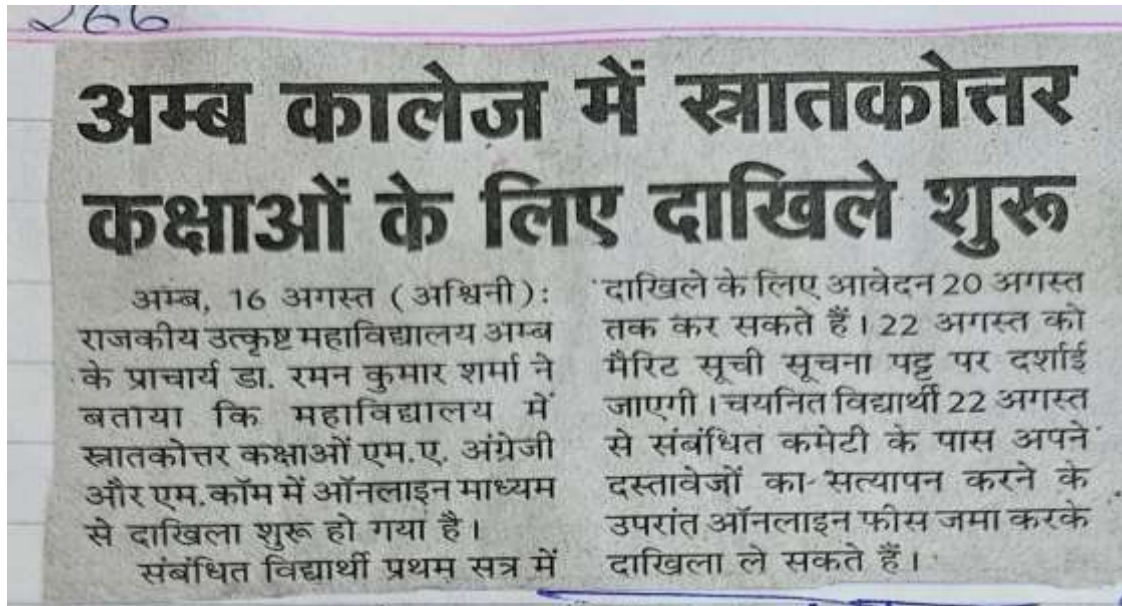 266
अम्ब कालेज में स्नातकोत्तर
कक्षाओं के लिए दाखिले शुरू
अम्ब, 16 अगस्त (अश्विनी):
राजकीय उत्कृष्ट महाविद्यालय अम्ब
के प्राचार्य डा. रमन कुमार शर्मा ने
बताया कि महाविद्यालय में
स्नातकोत्तर कक्षाओं एम.ए. अंग्रेजी
और एम.कॉम में ऑनलाइन माध्यम
से दाखिला शुरू हो गया है।
संबंधित विद्यार्थी प्रथम सत्र में
दाखिले के लिए आवेदन 20 अगस्त
तक कर सकते हैं। 22 अगस्त को
मैरिट सूची सूचना पट्ट पर दर्शाई
जाएगी। चयनित विद्यार्थी 22 अगस्त
से संबंधित कमेटी के पास अपने
दस्तावेजों का सत्यापन करने के
उपरांत ऑनलाइन फीस जमा करके
दाखिला ले सकते हैं।